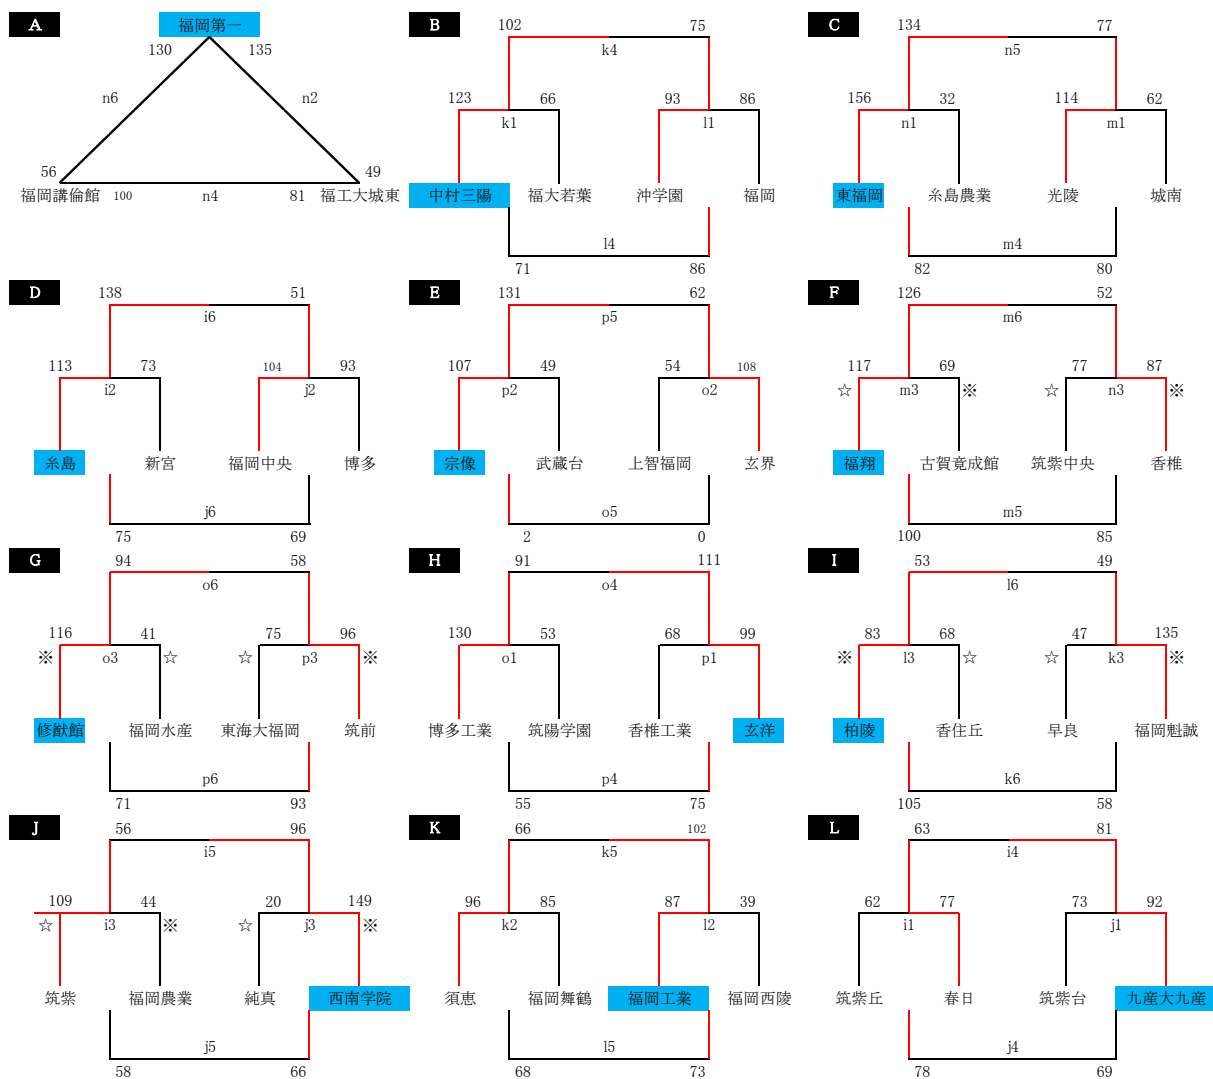 A 福岡第一 B 102 75 C 134 77
130 135 k4 n5
n6 n2 123 66 93 86 156 32 114 62
k1 l1 n1 m1
56 49
福岡講倫館 100 n4 81 福工大城東 中村三陽 福大若葉 沖学園 福岡 東福岡 糸島農業 光陵 城南
l4 m4
71 86 82 80
D 138 51 E 131 62 F 126 52
i6 p5 m6
113 73 104 93 107 49 54 108 117 69 77 87
i2 j2 p2 o2 ☆ m3 ※ ☆ n3 ※
糸島 新宮 福岡中央 博多 宗像 武蔵台 上智福岡 玄界 福翔 古賀竟成館 筑紫中央 香椎
j6 o5 m5
75 69 2 0 100 85
G 94 58 H 91 111 I 53 49
o6 o4 l6
116 41 75 96 130 53 68 99 83 68 47 135
※ o3 ☆ ☆ p3 ※ o1 p1 ※ l3 ☆ ☆ k3 ※
修猷館 福岡水産 東海大福岡 筑前 博多工業 筑陽学園 香椎工業 玄洋 柏陵 香住丘 早良 福岡魁誠
p6 p4 k6
71 93 55 75 105 58
J 56 96 K 66 102 L 63 81
i5 k5 i4
109 44 20 149 96 85 87 39 62 77 73 92
☆ i3 ※ ☆ j3 ※ k2 l2 i1 j1
筑紫 福岡農業 純真 西南学院 須恵 福岡舞鶴 福岡工業 福岡西陵 筑紫丘 春日 筑紫台 九産大九産
j5 l5 j4
58 66 68 73 78 69